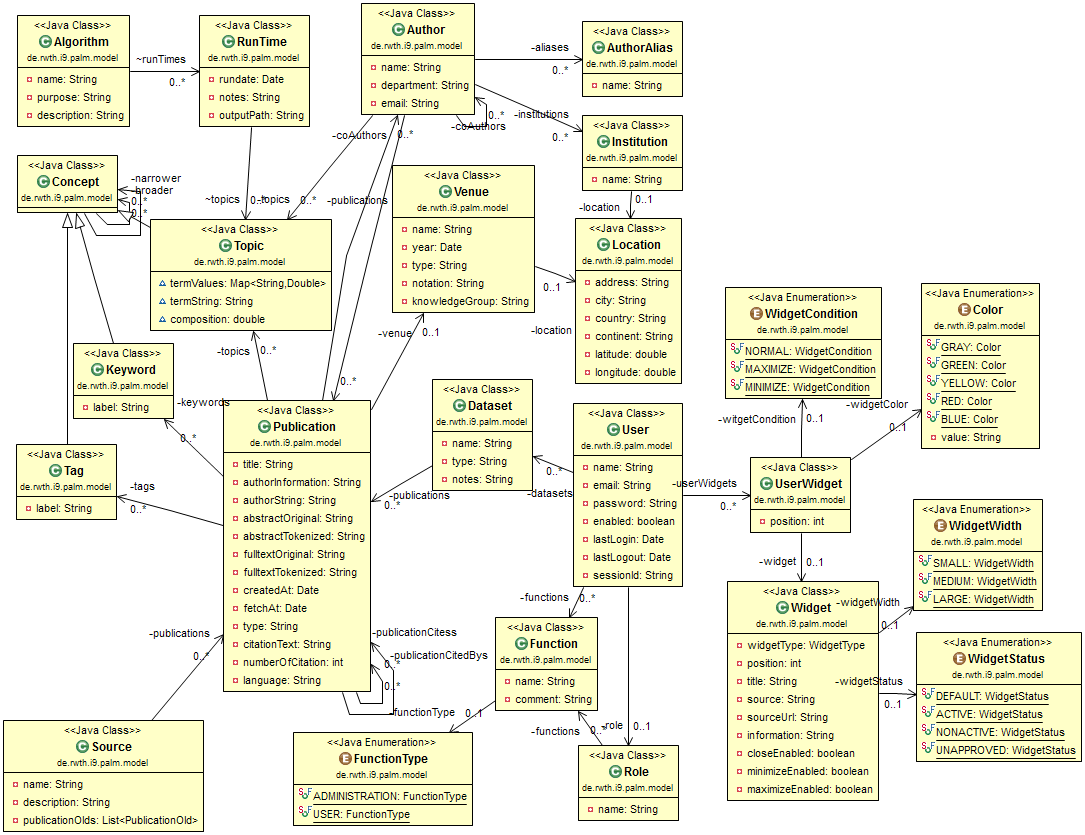 <<Java Class>>
Algorithm
de.rwth.i9.palm.model
name: String
purpose: String
description: String
~runTimes
0..*
<<Java Class>>
RunTime
de.rwth.i9.palm.model
rundate: Date
notes: String
outputPath: String
<<Java Class>>
Author
de.rwth.i9.palm.model
name: String
department: String
email: String
-aliases
0..*
<<Java Class>>
AuthorAlias
de.rwth.i9.palm.model
name: String
-institutions
0..*
0..*
-coAuthors
-coAuthors
0..*
<<Java Class>>
Institution
de.rwth.i9.palm.model
name: String
<<Java Class>>
Concept
de.rwth.i9.palm.model
-narrower
-broader
0..*
0..*
~topics
0..*
-topics
0..*
-publications
<<Java Class>>
Venue
de.rwth.i9.palm.model
name: String
year: Date
type: String
notation: String
knowledgeGroup: String
-location
0..1
<<Java Class>>
Location
de.rwth.i9.palm.model
address: String
city: String
country: String
continent: String
latitude: double
longitude: double
0..1
-location
<<Java Class>>
Topic
de.rwth.i9.palm.model
termValues: Map<String,Double>
termString: String
composition: double
-topics
0..*
-venue
0..1
0..*
<<Java Enumeration>>
WidgetCondition
de.rwth.i9.palm.model
NORMAL: WidgetCondition
MAXIMIZE: WidgetCondition
MINIMIZE: WidgetCondition
<<Java Enumeration>>
Color
de.rwth.i9.palm.model
GRAY: Color
GREEN: Color
YELLOW: Color
RED: Color
BLUE: Color
value: String
<<Java Class>>
Keyword
de.rwth.i9.palm.model
label: String
-keywords
0..*
<<Java Class>>
Publication
de.rwth.i9.palm.model
title: String
authorInformation: String
authorString: String
abstractOriginal: String
abstractTokenized: String
fulltextOriginal: String
fulltextTokenized: String
createdAt: Date
fetchAt: Date
type: String
citationText: String
numberOfCitation: int
language: String
<<Java Class>>
Dataset
de.rwth.i9.palm.model
name: String
type: String
notes: String
-publications
0..*
0..*
-datasets
<<Java Class>>
User
de.rwth.i9.palm.model
name: String
email: String
password: String
enabled: boolean
lastLogin: Date
lastLogout: Date
sessionId: String
-witgetCondition
0..1
-widgetColor
0..1
-userWidgets
0..*
<<Java Class>>
UserWidget
de.rwth.i9.palm.model
position: int
<<Java Class>>
Tag
de.rwth.i9.palm.model
label: String
-tags
0..*
<<Java Enumeration>>
WidgetWidth
de.rwth.i9.palm.model
SMALL: WidgetWidth
MEDIUM: WidgetWidth
LARGE: WidgetWidth
-widget
0..1
<<Java Class>>
Widget
de.rwth.i9.palm.model
widgetType: WidgetType
position: int
title: String
source: String
sourceUrl: String
information: String
closeEnabled: boolean
minimizeEnabled: boolean
maximizeEnabled: boolean
-widgetWidth
0..1
-widgetStatus
0..1
<<Java Enumeration>>
WidgetStatus
de.rwth.i9.palm.model
DEFAULT: WidgetStatus
ACTIVE: WidgetStatus
NONACTIVE: WidgetStatus
UNAPPROVED: WidgetStatus
-functions
0..*
<<Java Class>>
Function
de.rwth.i9.palm.model
name: String
comment: String
-publicationCitess
0..*
-publicationCitedBys
0..*
-functionType
0..1
-publications
0..*
-functions
0..*
-role
0..1
<<Java Class>>
Source
de.rwth.i9.palm.model
name: String
description: String
publicationOlds: List<PublicationOld>
<<Java Enumeration>>
FunctionType
de.rwth.i9.palm.model
ADMINISTRATION: FunctionType
USER: FunctionType
<<Java Class>>
Role
de.rwth.i9.palm.model
name: String